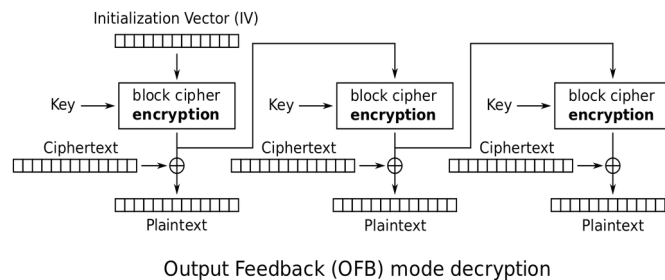 Initialization Vector (IV)
Key
block cipher
encryption
Key
block cipher
encryption
Key
block cipher
encryption
Ciphertext
Ciphertext
Ciphertext
Plaintext
Plaintext
Plaintext
Output Feedback (OFB) mode decryption